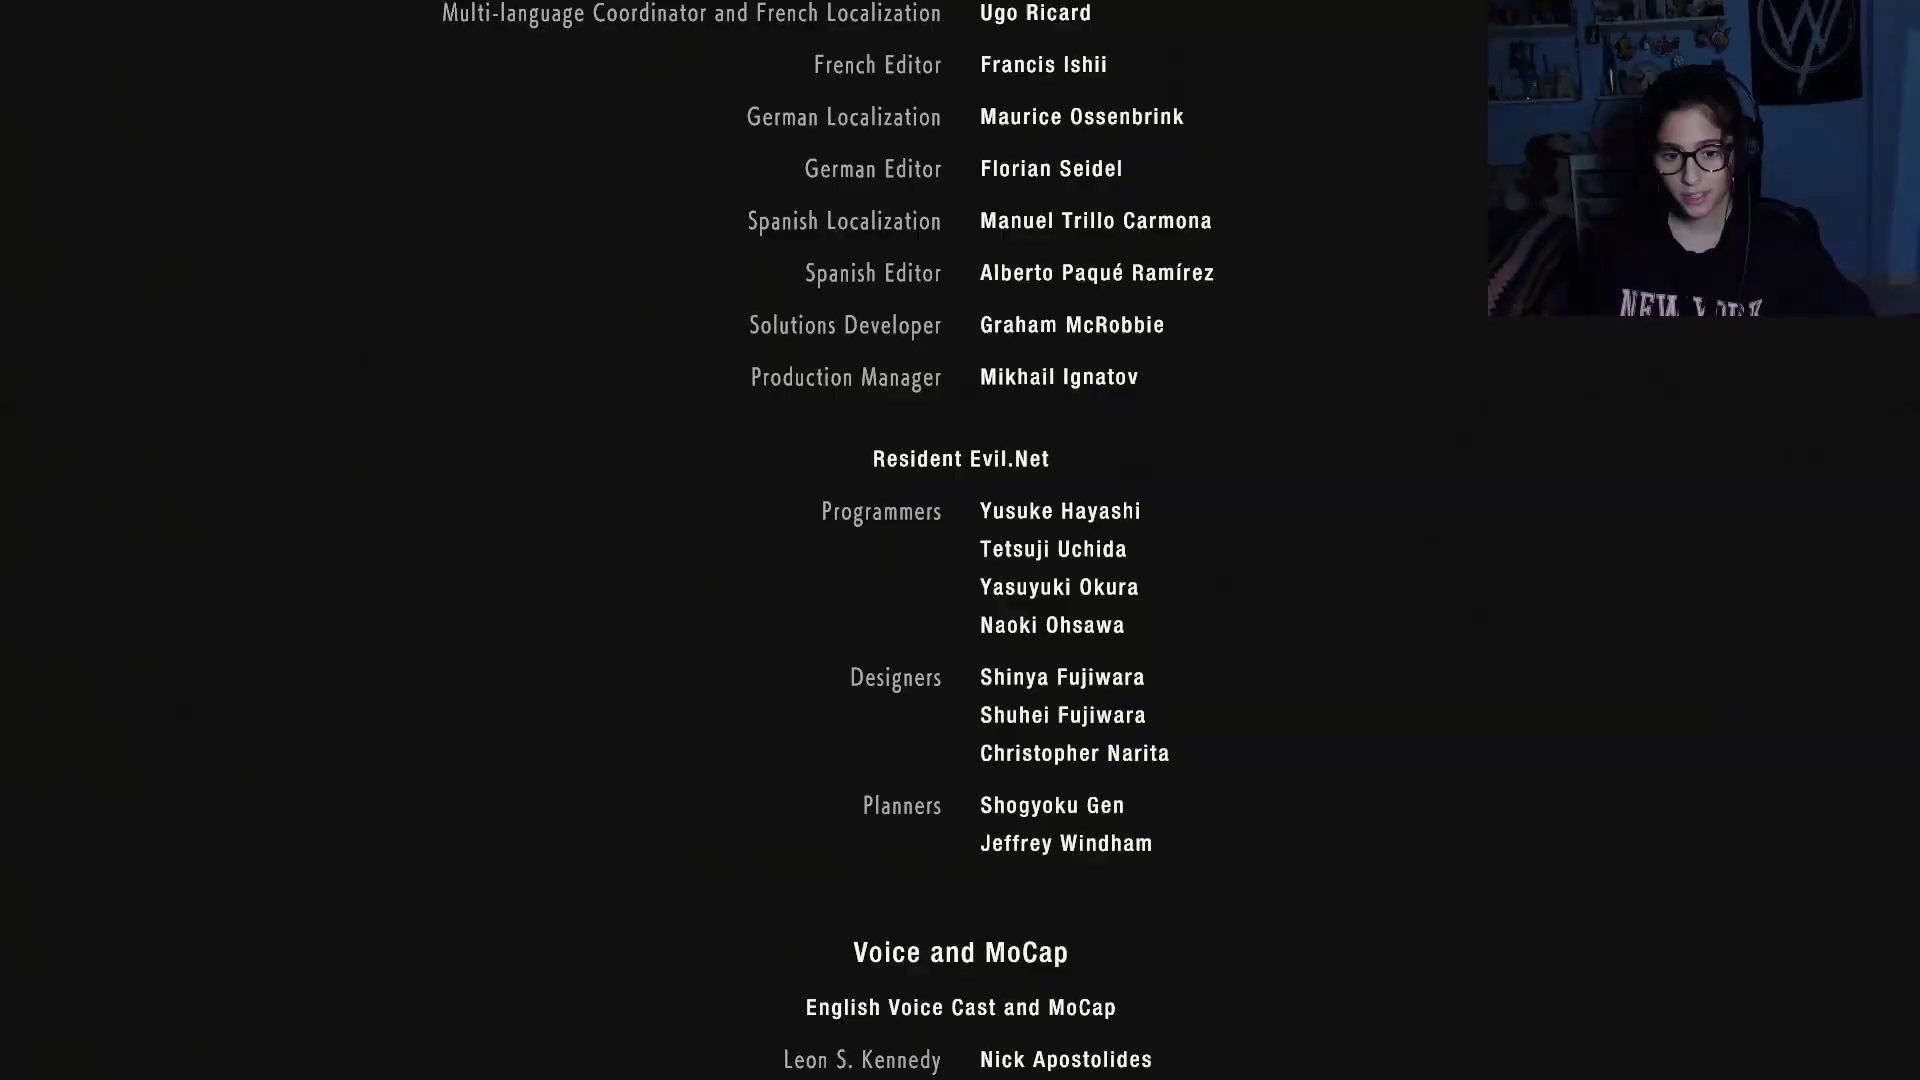 Multi-language Coordinator and French Localization Ugo Ricard
French Editor Francis Ishii
German Localization Maurice Ossenbrink
German Editor Florian Seidel
Spanish Localization Manuel Trillo Carmona
Spanish Editor Alberto Paqué Ramírez
Solutions Developer Graham McRobbie
Production Manager Mikhail Ignatov
Resident Evil.Net
Programmers Yusuke Hayashi
Tetsuji Uchida
Yasuyuki Okura
Naoki Ohsawa
Designers Shinya Fujiwara
Shuhei Fujiwara
Christopher Narita
Planners Shogyoku Gen
Jeffrey Windham
Voice and MoCap
English Voice Cast and MoCap
Leon S. Kennedy Nick Apostolides
W
NEW YORK